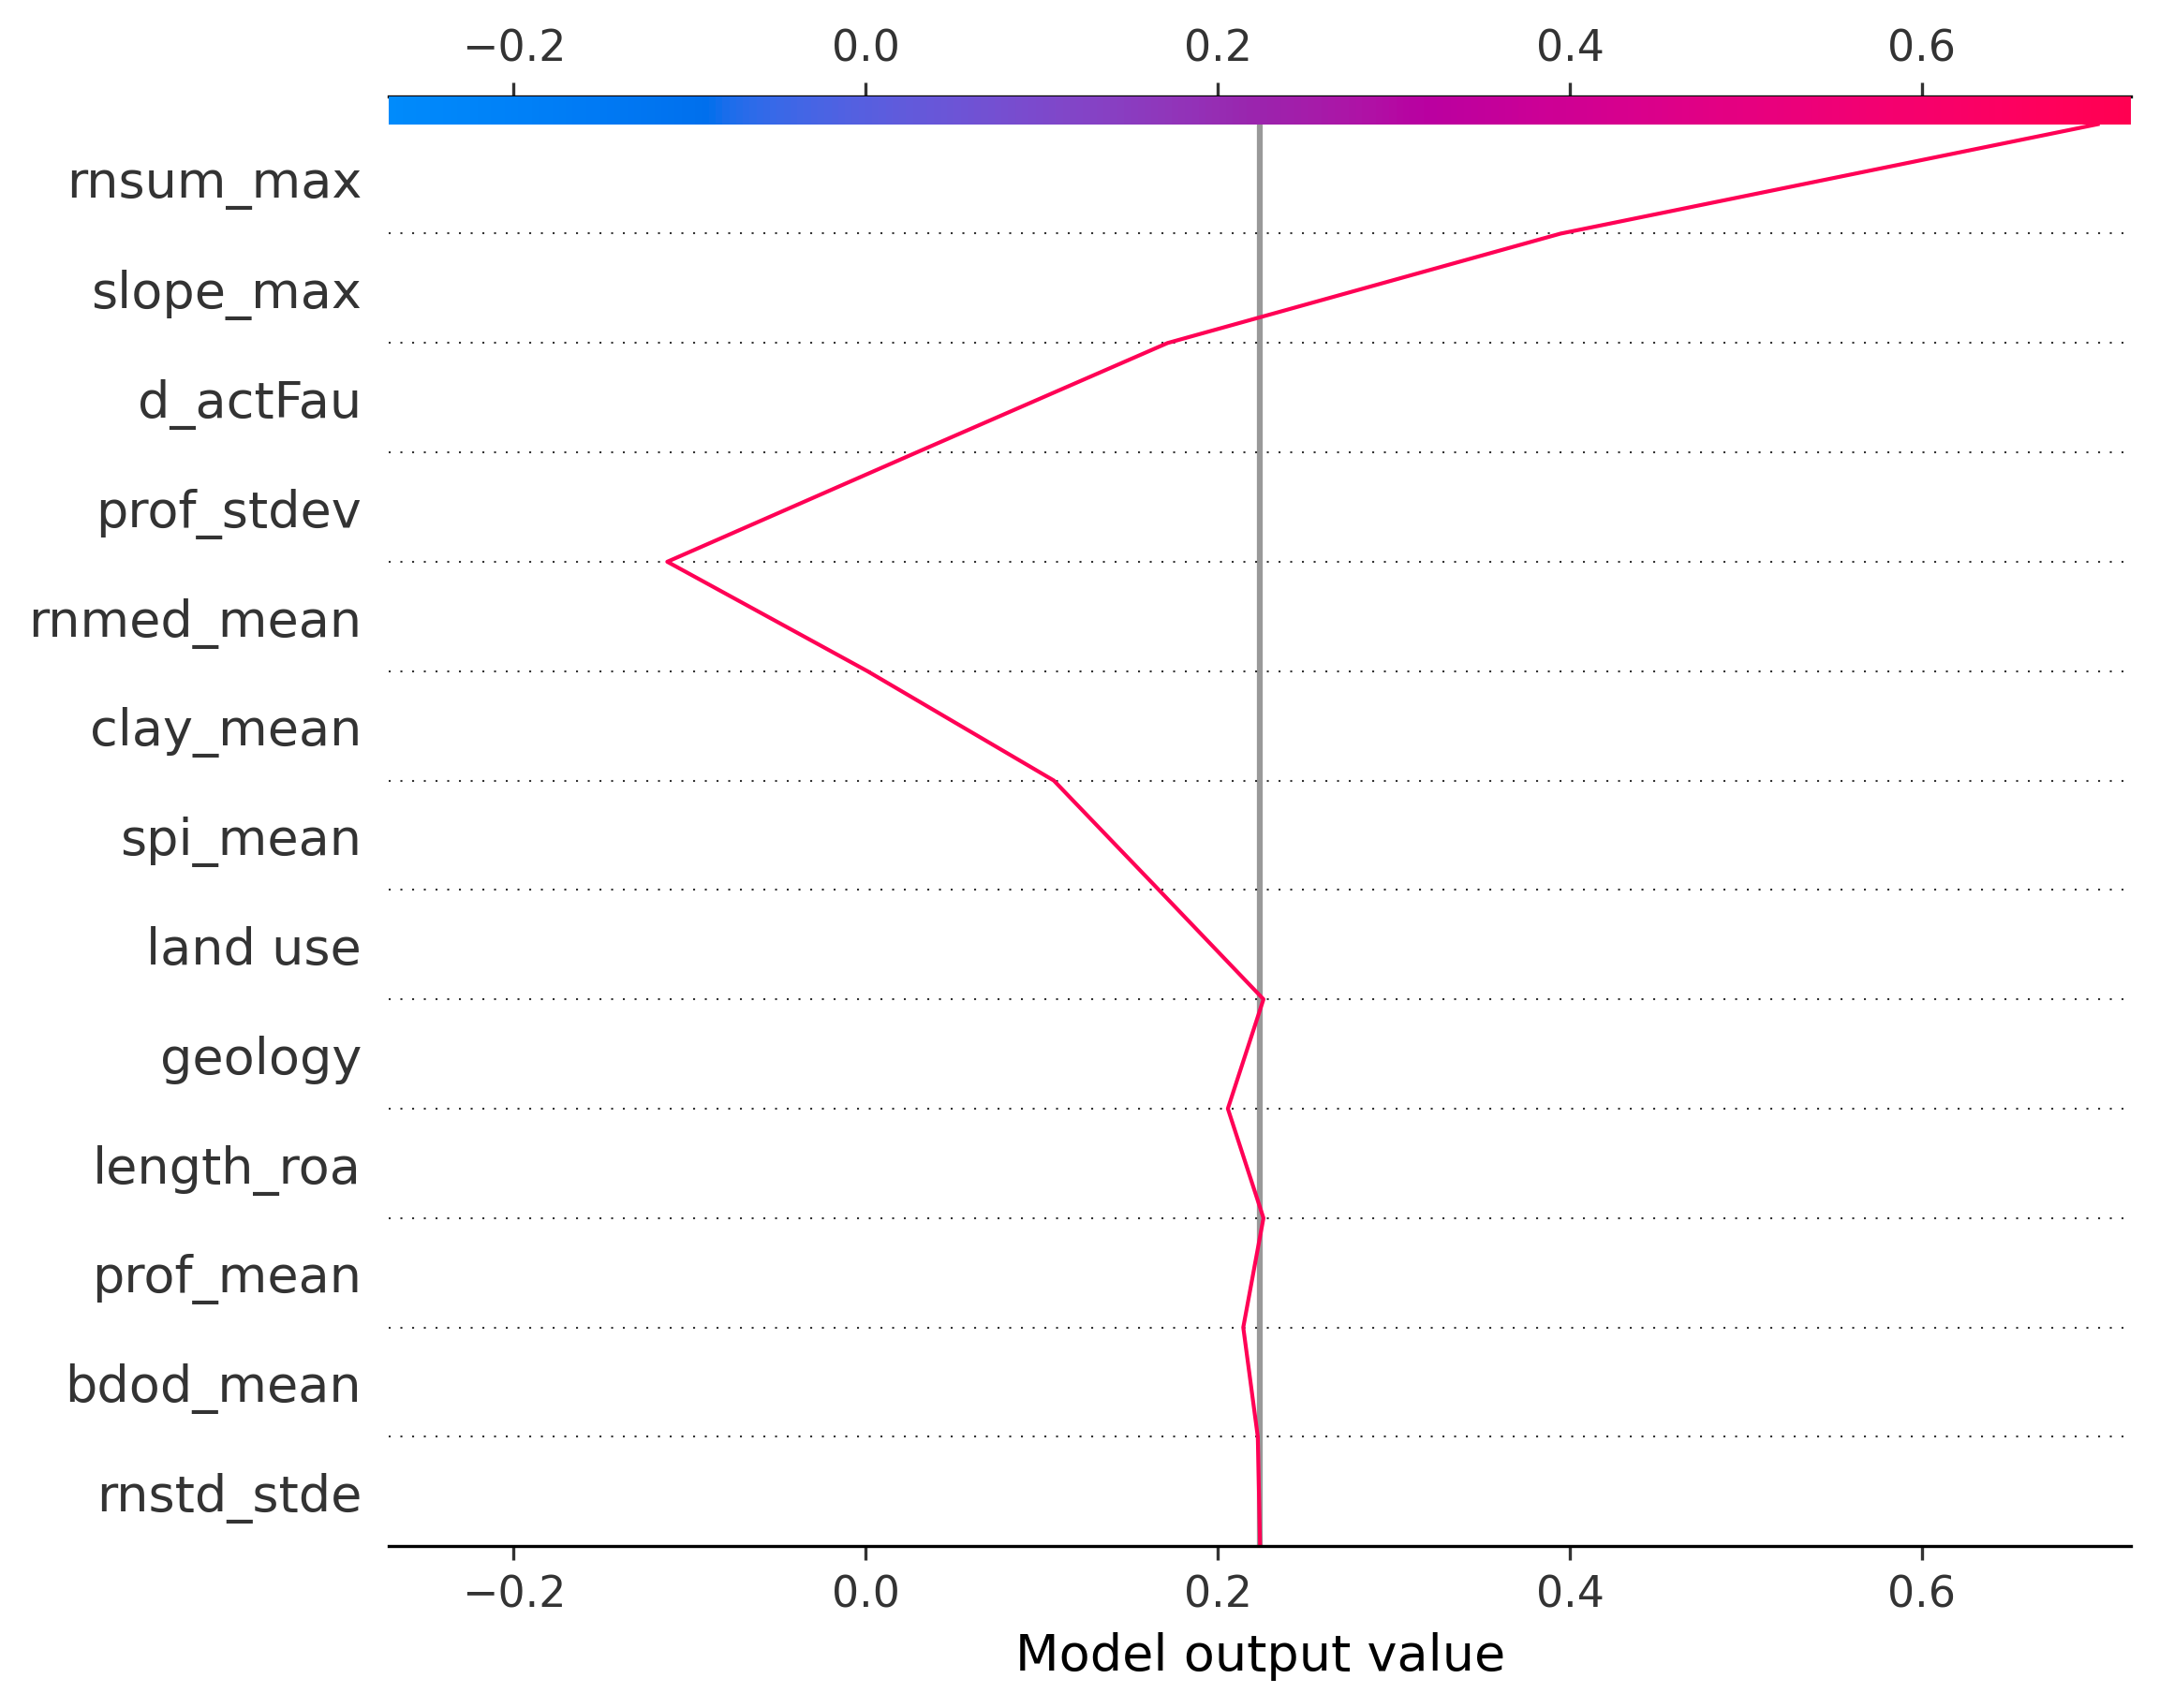 −0.2 0.0 0.2 0.4 0.6
rnsum_max
slope_max
d_actFau
prof_stdev
rnmed_mean
clay_mean
spi_mean
land use
geology
length_roa
prof_mean
bdod_mean
rnstd_stde
−0.2 0.0 0.2 0.4 0.6
Model output value